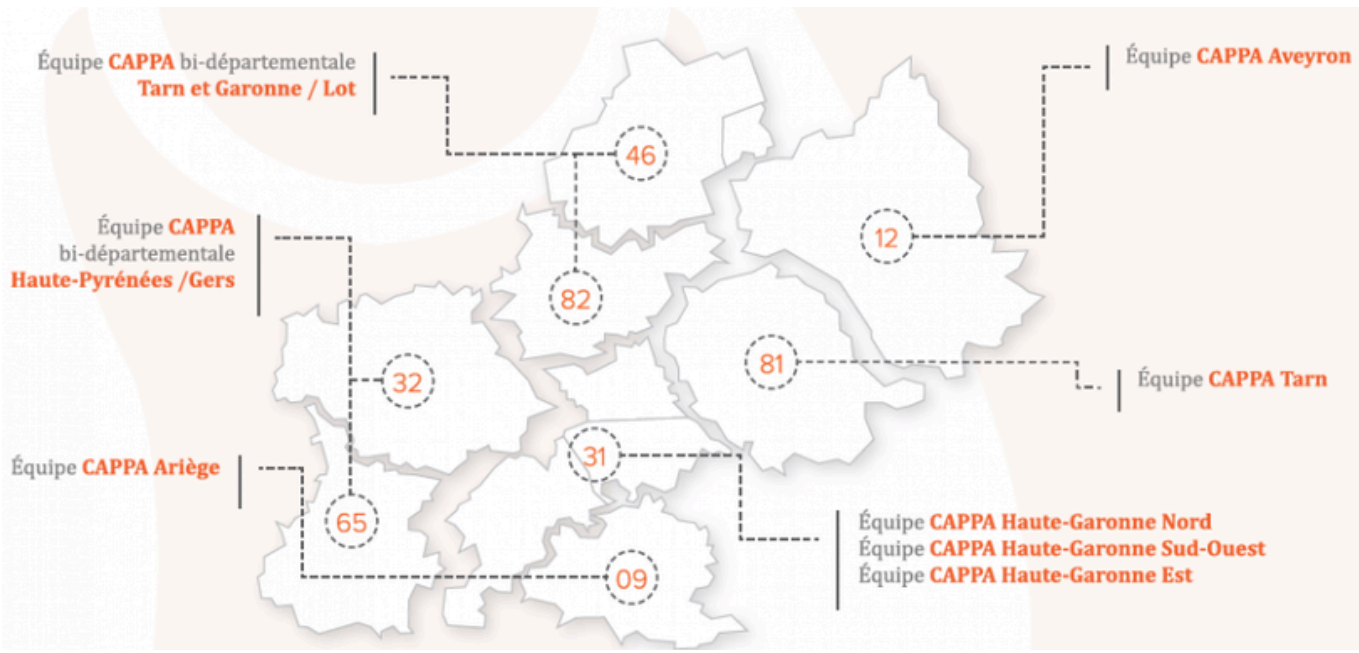 Équipe CAPPA bi-départementale
Tarn et Garonne / Lot
Équipe CAPPA Aveyron
46
12
Équipe CAPPA
bi-départementale
Haute-Pyrénées /Gers
82
81
32
Équipe CAPPA Tarn
31
Équipe CAPPA Ariège
65
09
Équipe CAPPA Haute-Garonne Nord
Équipe CAPPA Haute-Garonne Sud-Ouest
Équipe CAPPA Haute-Garonne Est